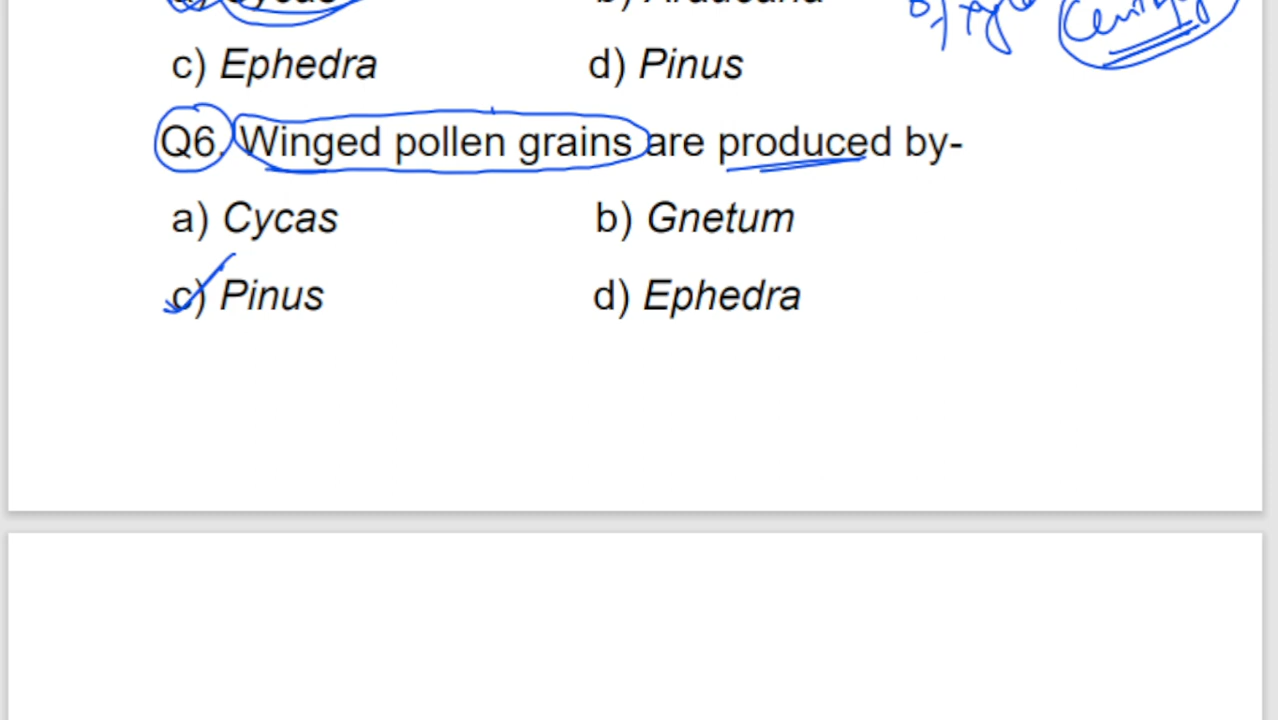 c) Ephedra d) Pinus
Q6. Winged pollen grains are produced by-
a) Cycas b) Gnetum
c) Pinus d) Ephedra